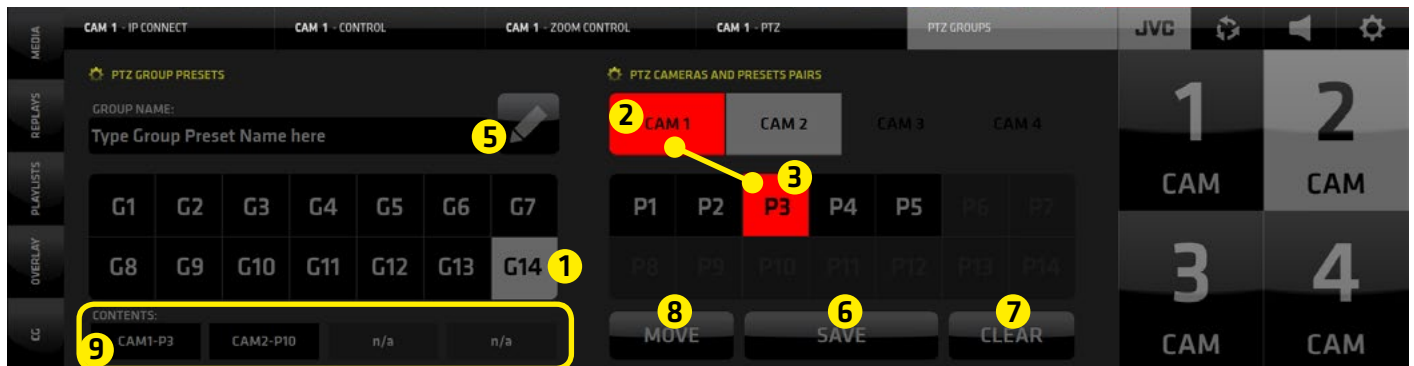 CAM 1 - IP CONNECT
CAM 1 - CONTROL
CAM 1 - ZOOM CONTROL
CAM 1 - PTZ
PTZ GROUPS
JVC
MEDIA
REPLAYS
PLAYLISTS
OVERLAY
CG
PTZ GROUP PRESETS
GROUP NAME:
Type Group Preset Name here
5
G1 G2 G3 G4 G5 G6 G7
G8 G9 G10 G11 G12 G13 G14 1
CONTENTS:
9 CAM1-P3 CAM2-P10 n/a n/a
PTZ CAMERAS AND PRESETS PAIRS
2 CAM 1 CAM 2 CAM 3 CAM 4
3
P1 P2 P3 P4 P5 P6 P7
P8 P9 P10 P11 P12 P13 P14
8 6 7
MOVE SAVE CLEAR
1 2
CAM CAM
3 4
CAM CAM